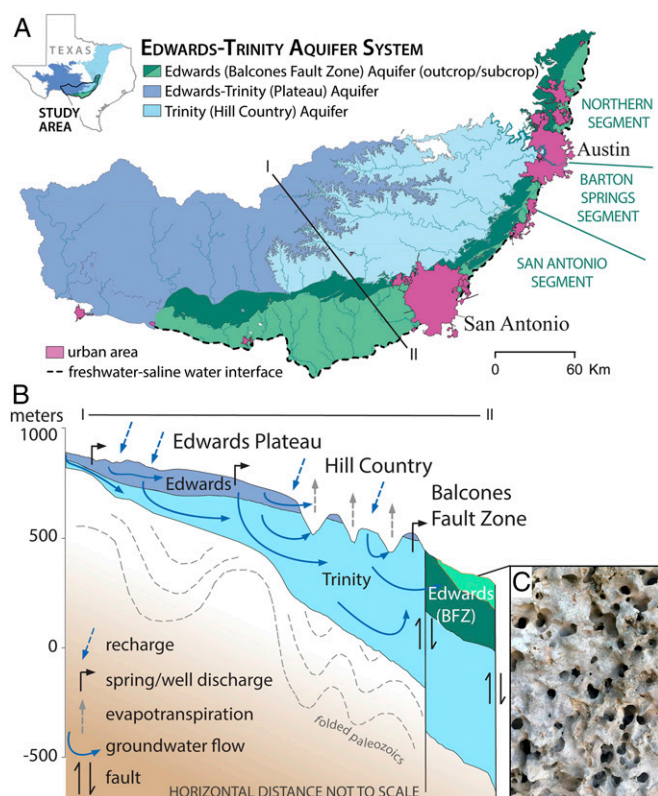 A
TEXAS
STUDY
AREA
EDWARDS-TRINITY AQUIFER SYSTEM
Edwards (Balcones Fault Zone) Aquifer (outcrop/subcrop)
Edwards-Trinity (Plateau) Aquifer
Trinity (Hill Country) Aquifer
NORTHERN
SEGMENT
Austin
BARTON
SPRINGS
SEGMENT
SAN ANTONIO
SEGMENT
I
San Antonio
II
urban area
freshwater-saline water interface
0 60 Km
B
meters
I II
1000
500
0
-500
Edwards Plateau
Edwards
Hill Country
Balcones
Fault Zone
Trinity
Edwards
(BFZ)
C
recharge
spring/well discharge
evapotranspiration
groundwater flow
fault
folded paleozoics
HORIZONTAL DISTANCE NOT TO SCALE